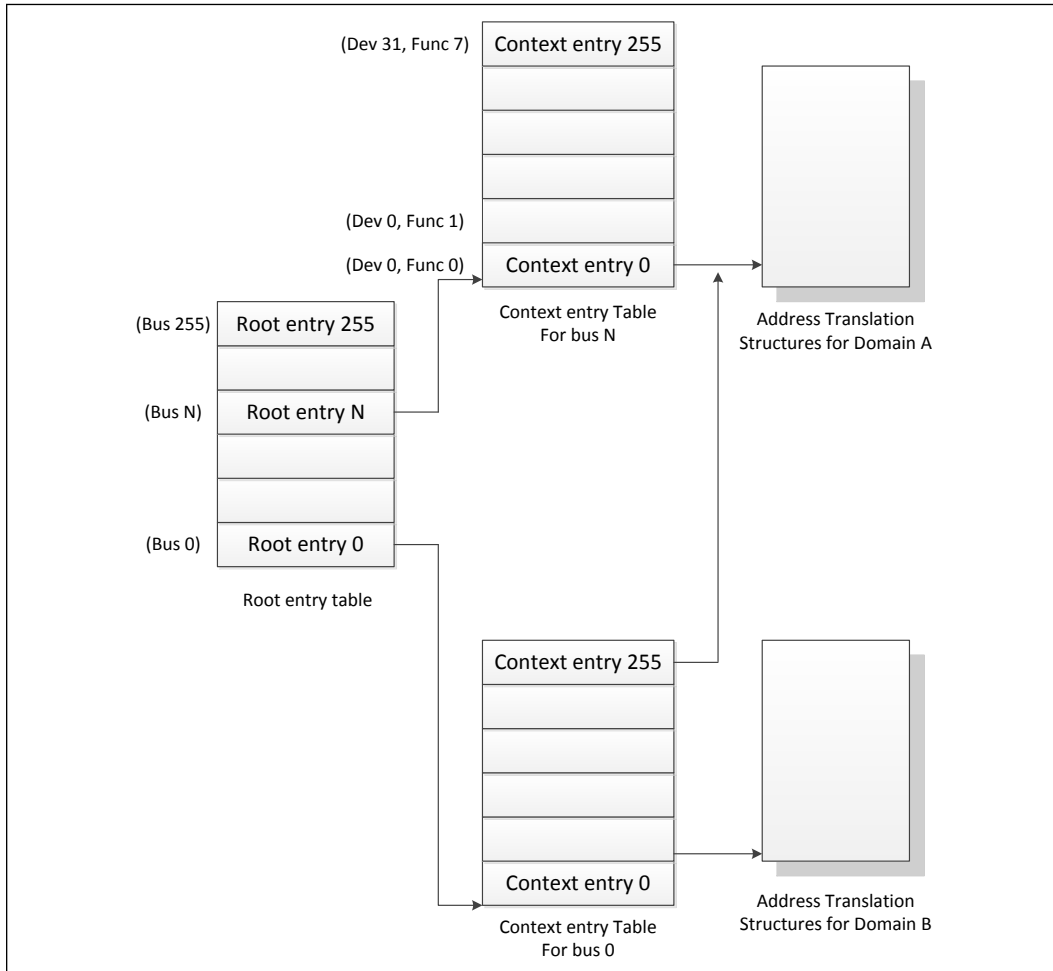 (Dev 31, Func 7)
Context entry 255
(Dev 0, Func 1)
(Dev 0, Func 0)
Context entry 0
Context entry Table
For bus N
Address Translation
Structures for Domain A
(Bus 255)
Root entry 255
(Bus N)
Root entry N
(Bus 0)
Root entry 0
Root entry table
Context entry 255
Context entry 0
Context entry Table
For bus 0
Address Translation
Structures for Domain B